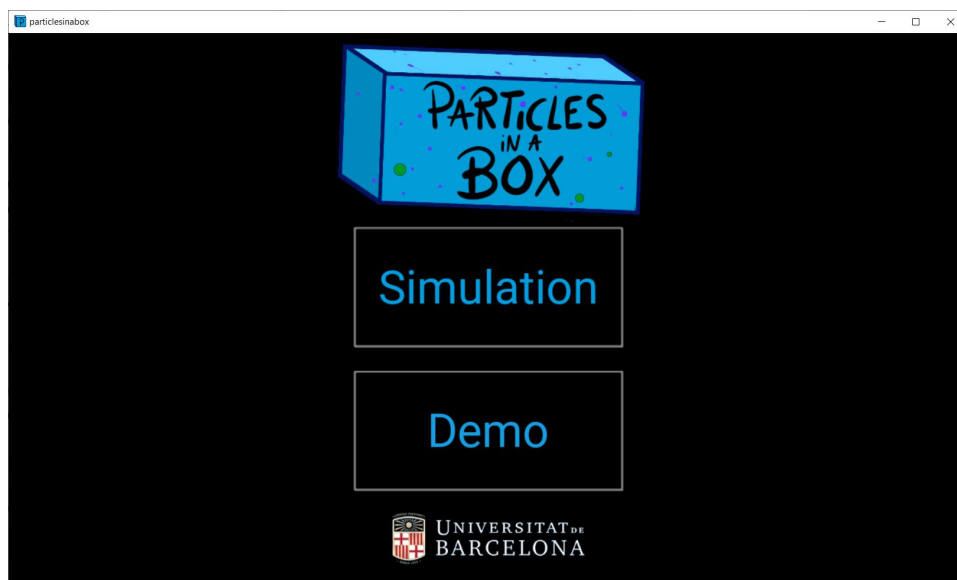 particlesinabox
PARTiCLES
iN A
BOX
Simulation
Demo
UNIVERSITAT DE
BARCELONA